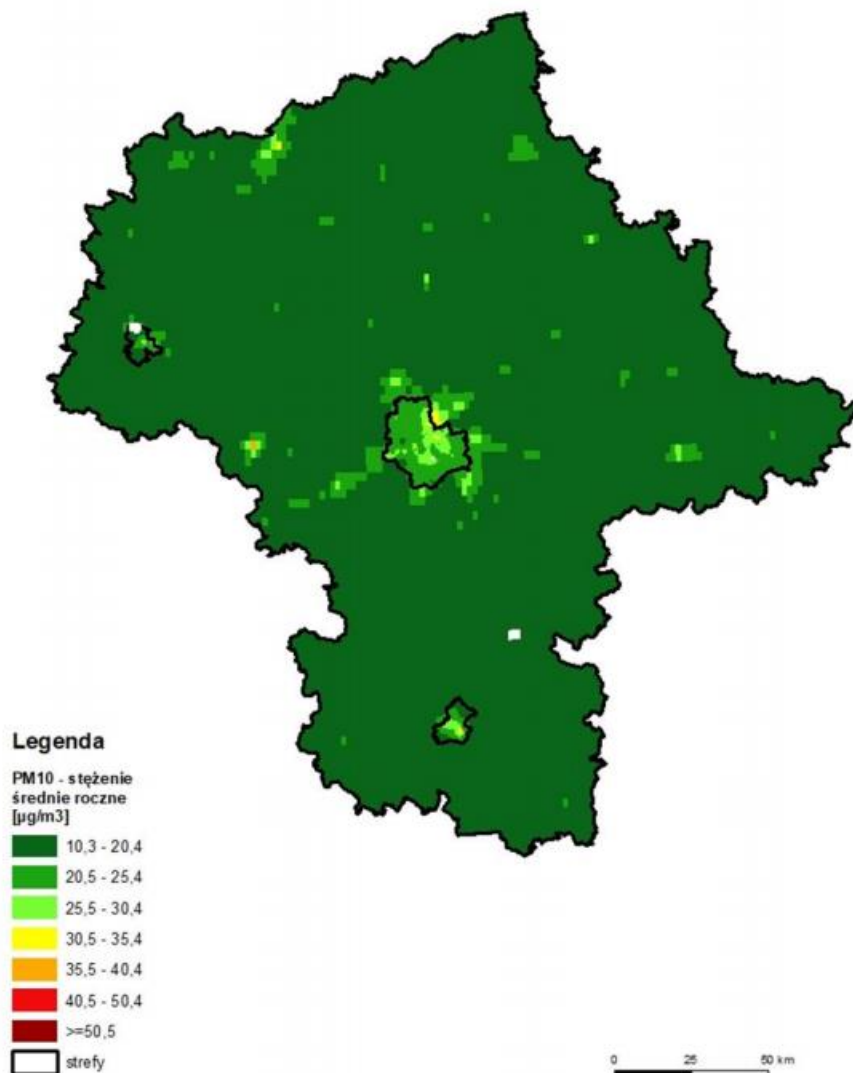 Legenda
PM10 - stężenie
średnie roczne
[µg/m3]
10,3 - 20,4
20,5 - 25,4
25,5 - 30,4
30,5 - 35,4
35,5 - 40,4
40,5 - 50,4
>=50,5
strefy
0 25 50 km